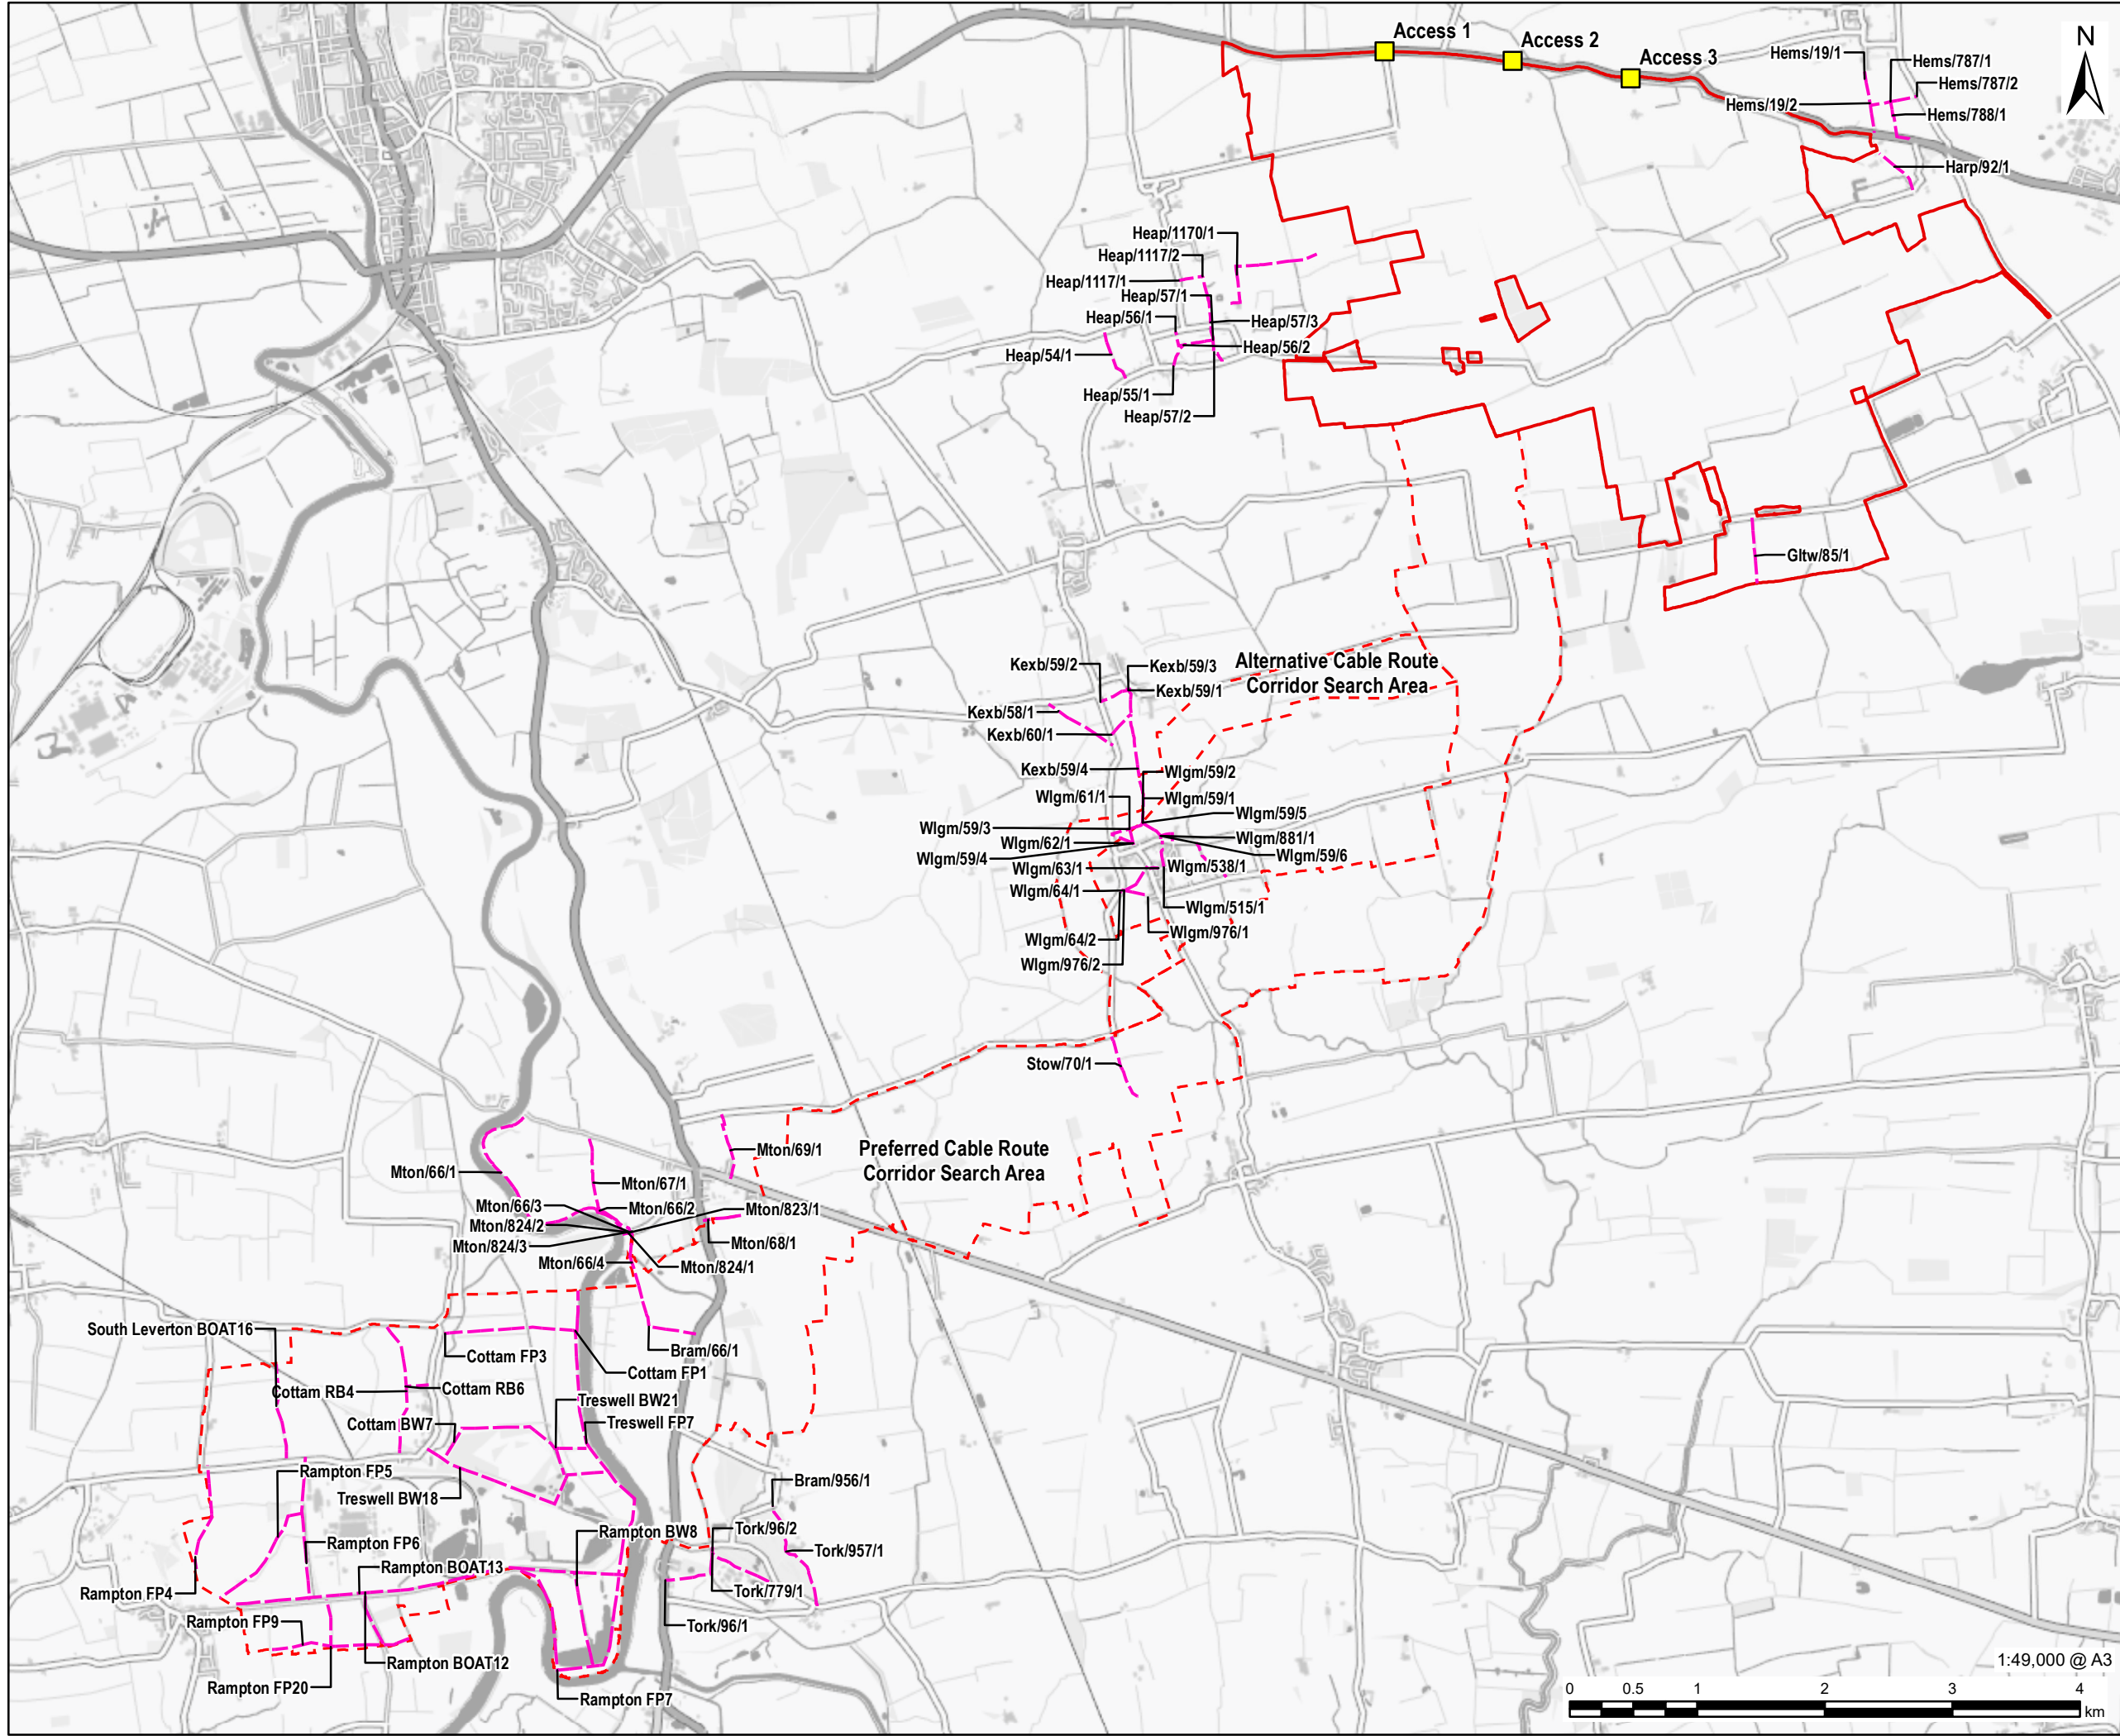 Access 1
Access 2
Access 3
N
Hems/19/1
Hems/787/1
Hems/787/2
Hems/19/2
Hems/788/1
Harp/92/1
Heap/1170/1
Heap/1117/2
Heap/1117/1
Heap/57/1
Heap/56/1
Heap/57/3
Heap/56/2
Heap/54/1
Heap/55/1
Heap/57/2
Gltw/85/1
Kexb/59/2
Kexb/59/3
Kexb/59/1
Alternative Cable Route
Corridor Search Area
Kexb/58/1
Kexb/60/1
Kexb/59/4
Wlgm/59/2
Wlgm/61/1
Wlgm/59/1
Wlgm/59/5
Wlgm/59/3
Wlgm/62/1
Wlgm/881/1
Wlgm/59/4
Wlgm/59/6
Wlgm/63/1
Wlgm/538/1
Wlgm/64/1
Wlgm/515/1
Wlgm/64/2
Wlgm/976/1
Wlgm/976/2
Stow/70/1
Preferred Cable Route
Corridor Search Area
Mton/69/1
Mton/66/1
Mton/67/1
Mton/66/3
Mton/66/2
Mton/823/1
Mton/824/2
Mton/824/3
Mton/68/1
Mton/66/4
Mton/824/1
South Leverton BOAT16
Cottam FP3
Bram/66/1
Cottam FP1
Cottam RB4
Cottam RB6
Treswell BW21
Cottam BW7
Treswell FP7
Rampton FP5
Treswell BW18
Bram/956/1
Rampton BW8
Tork/96/2
Rampton FP6
Tork/957/1
Rampton BOAT13
Rampton FP4
Tork/779/1
Rampton FP9
Tork/96/1
Rampton BOAT12
Rampton FP20
Rampton FP7
1:49,000 @ A3
0 0.5 1 2 3 4
km